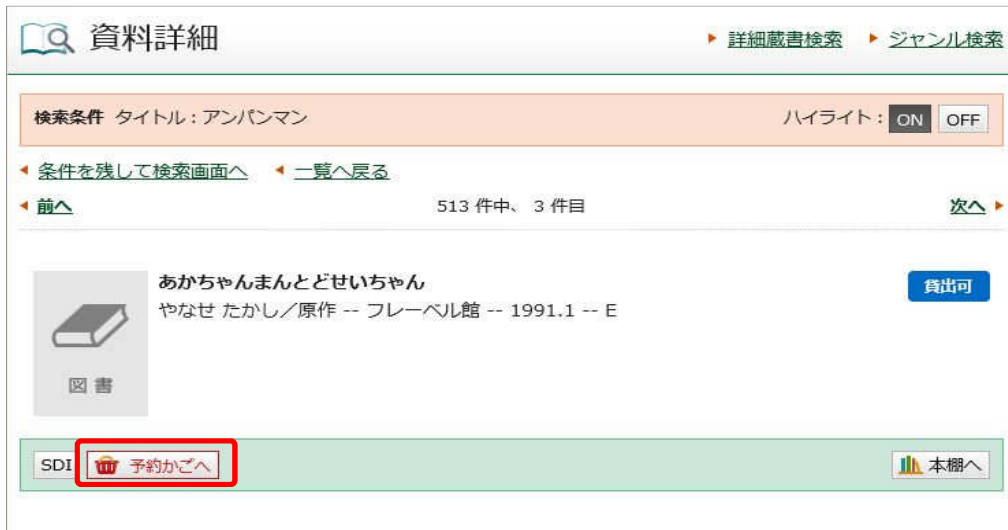 資料詳細
詳細蔵書検索 ジャンル検索
検索条件 タイトル：アンパンマン ハイライト： ON OFF
条件を残して検索画面へ 一覧へ戻る
前へ 513 件中、 3 件目 次へ
あかちゃんまんとどせいちゃん 貸出可
やなせ たかし／原作 -- フレーベル館 -- 1991.1 -- E
図書
SDI 予約かごへ 本棚へ